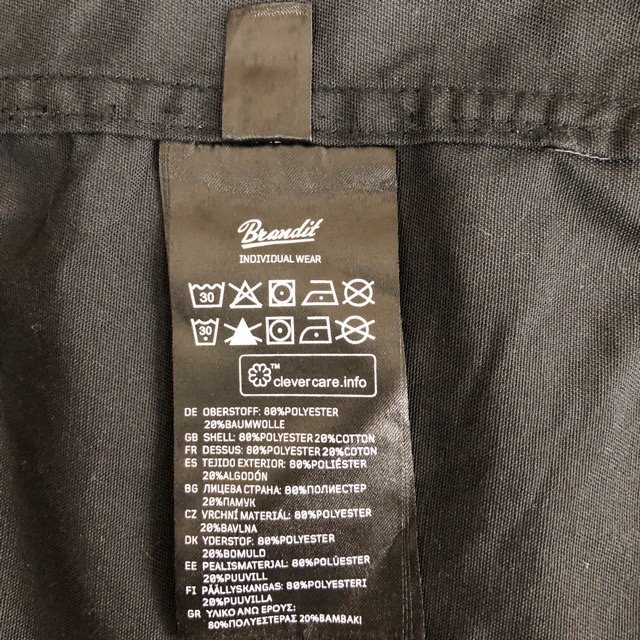 Brandit
INDIVIDUAL WEAR
30
30
TM
clevercare.info
DE OBERSTOFF: 80%POLYESTER
20%BAUMWOLLE
GB SHELL: 80%POLYESTER 20%COTTON
FR DESSUS: 80%POLYESTER 20%COTON
ES TEJIDO EXTERIOR: 80%POLIÉSTER
20%ALGODÓN
BG ЛИЦЕВА СТРАНА: 80%ПОЛИЕСТЕР
20%ПАМУК
CZ VRCHNÍ MATERIÁL: 80%POLYESTER
20%BAVLNA
DK YDERSTOF: 80%POLYESTER
20%BOMULD
EE PEALISMATERJAL: 80%POLÜESTER
20%PUUVILL
FI PÄÄLLYSKANGAS: 80%POLYESTERI
20%PUUVILLA
GR ΥΛΙΚΟ ΑΝΩ ΕΡΟΥΣ:
80%ΠΟΛΥΕΣΤΕΡΑΣ 20%ΒΑΜΒΑΚΙ